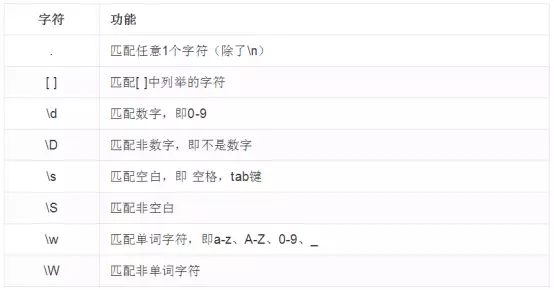 字符 功能
. 匹配任意1个字符（除了\n）
[ ] 匹配[ ]中列举的字符
\d 匹配数字，即0-9
\D 匹配非数字，即不是数字
\s 匹配空白，即 空格，tab键
\S 匹配非空白
\w 匹配单词字符，即a-z、A-Z、0-9、_
\W 匹配非单词字符